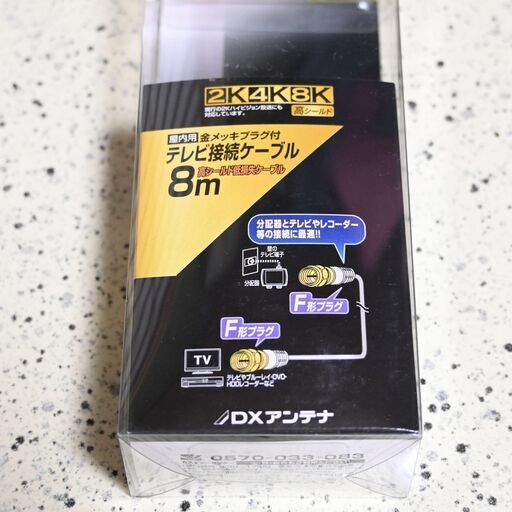 2K4K8K
現行の2Kハイビジョン放送にも
対応しています。
高シールド
屋内用 金メッキプラグ付
テレビ接続ケーブル
8m
高シールド低損失ケーブル
分配器とテレビやレコーダー
等の接続に最適!!
壁の
テレビ端子
分配器
F形プラグ
F形プラグ
TV
テレビやブルーレイ・DVD・
HDDレコーダーなど
DXアンテナ
0570-033-083